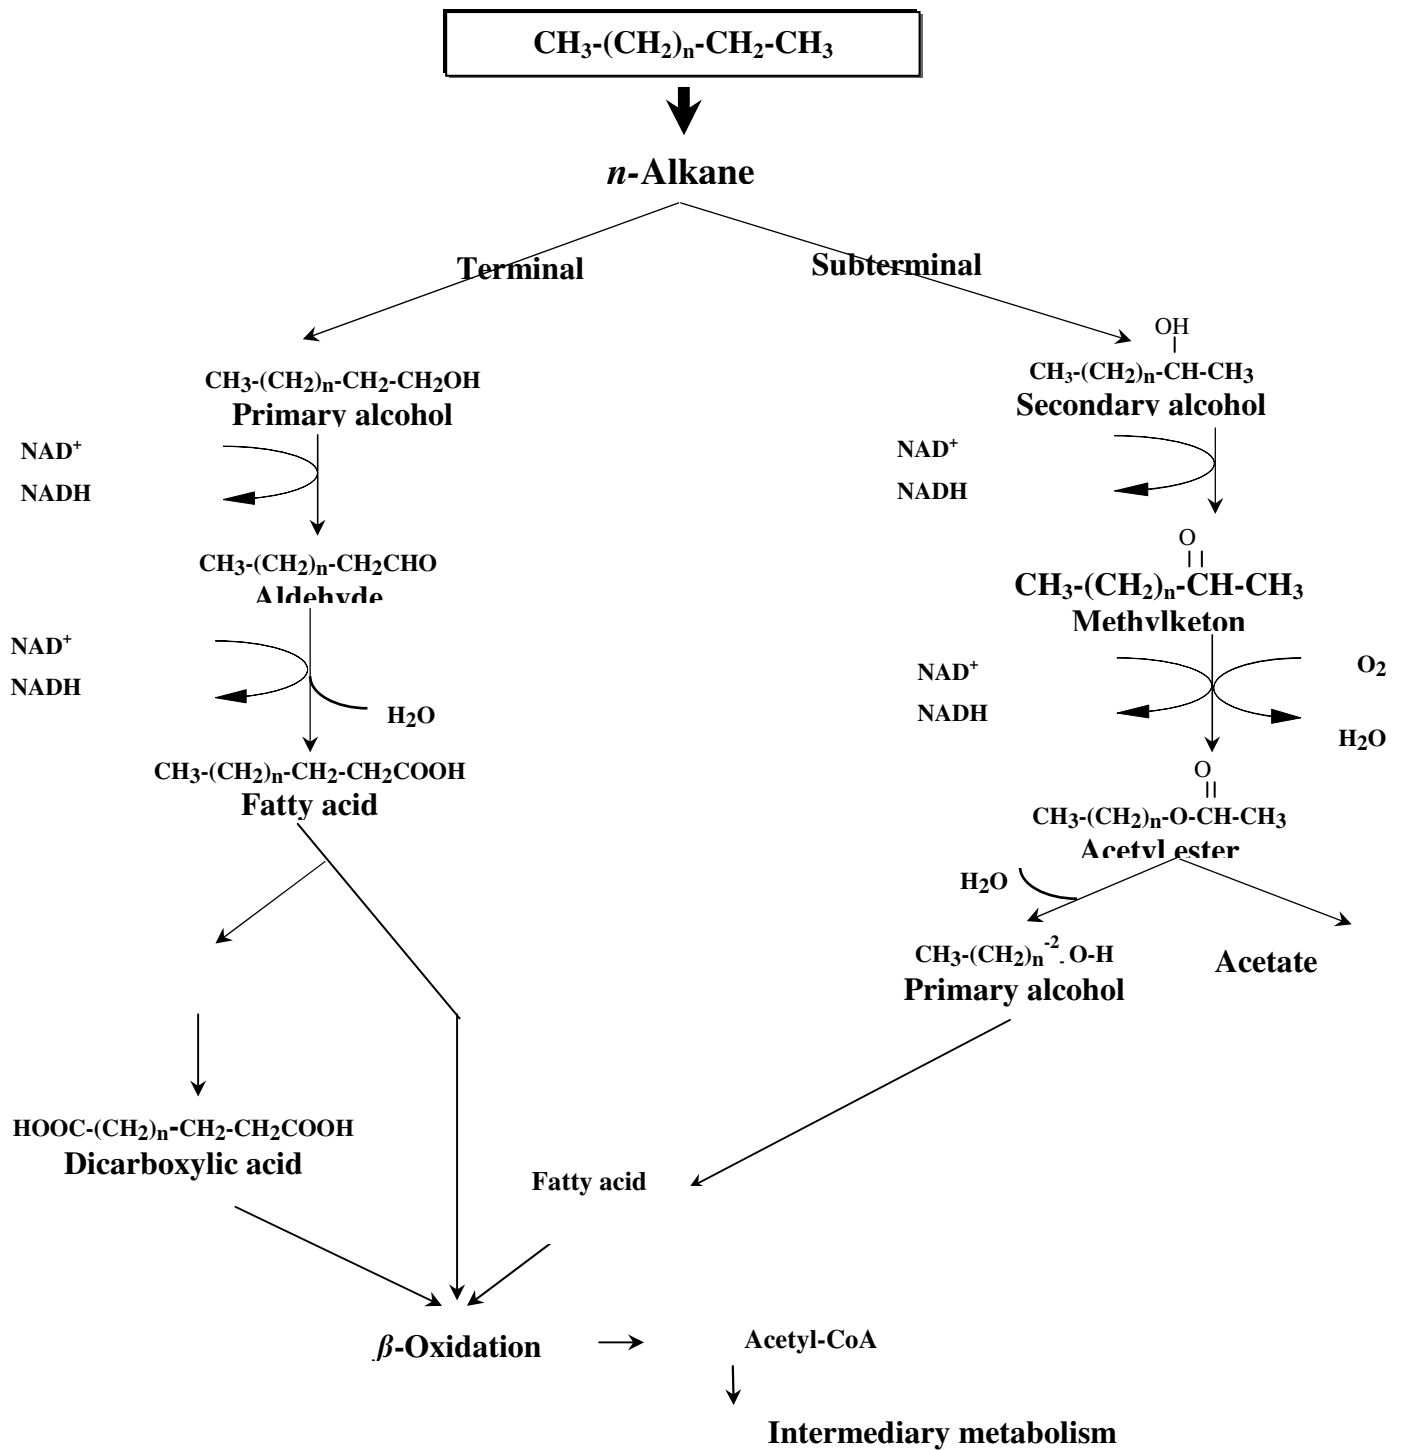 CH₃-(CH₂)ₙ-CH₂-CH₃
n-Alkane
Terminal
Subterminal
OH
CH₃-(CH₂)ₙ-CH₂-CH₂OH
Primary alcohol
CH₃-(CH₂)ₙ-CH-CH₃
Secondary alcohol
NAD⁺
NADH
NAD⁺
NADH
CH₃-(CH₂)ₙ-CH₂CHO
Aldehyde
O
CH₃-(CH₂)ₙ-CH-CH₃
Methylketon
NAD⁺
NADH
H₂O
NAD⁺
NADH
O₂
H₂O
CH₃-(CH₂)ₙ-CH₂-CH₂COOH
Fatty acid
O
CH₃-(CH₂)ₙ-O-CH-CH₃
Acetyl ester
H₂O
CH₃-(CH₂)ₙ⁻² - O-H
Primary alcohol
Acetate
HOOC-(CH₂)ₙ-CH₂-CH₂COOH
Dicarboxylic acid
Fatty acid
β-Oxidation
Acetyl-CoA
Intermediary metabolism